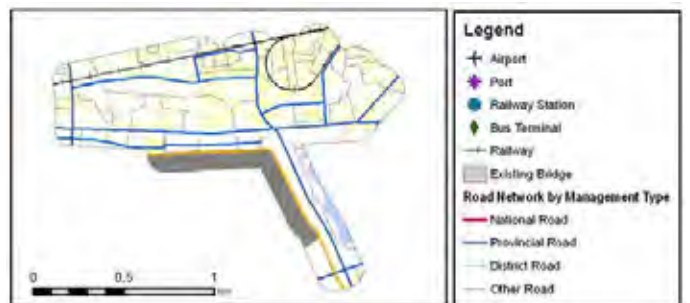 Legend
Airport
Port
Railway Station
Bus Terminal
Railway
Existing Bridge
Road Network by Management Type
National Road
Provincial Road
District Road
Other Road
0 0.5 1
km